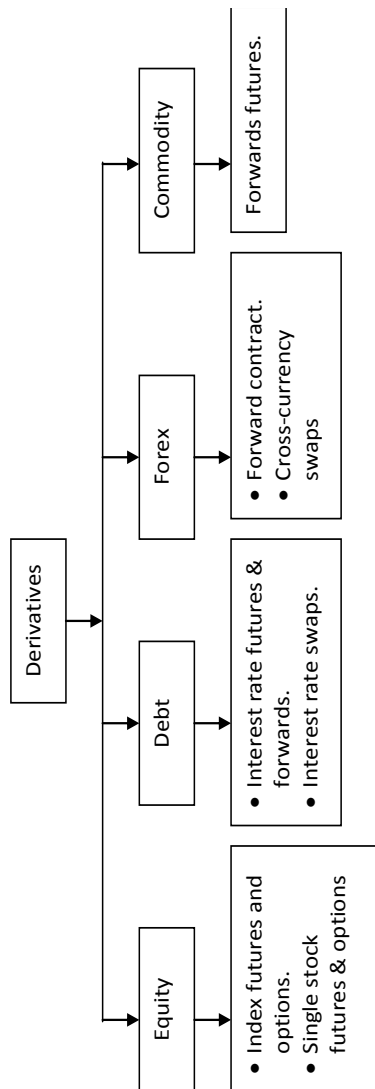 Derivatives
Equity
Debt
Forex
Commodity
• Index futures and
options.
• Single stock
futures & options
• Interest rate futures &
forwards.
• Interest rate swaps.
• Forward contract.
• Cross-currency
swaps
Forwards futures.